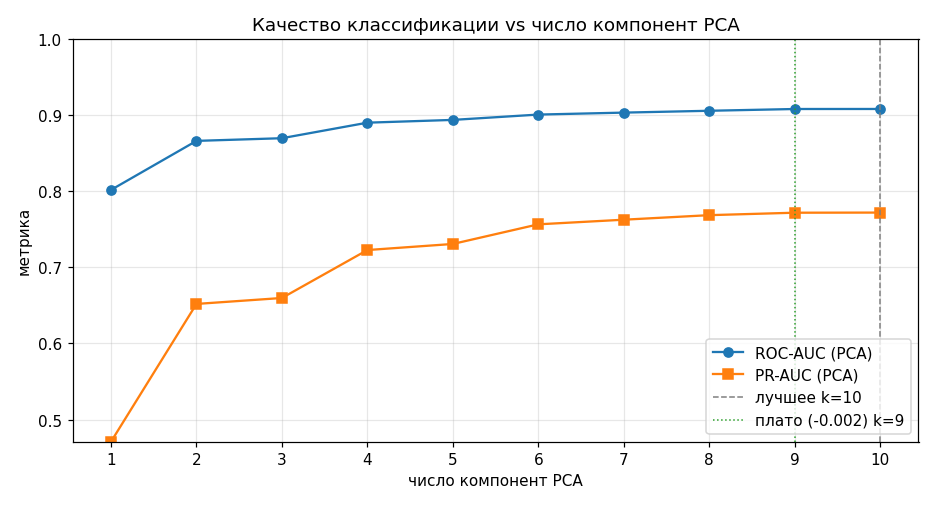 Качество классификации vs число компонент PCA
метрика
1.0
0.9
0.8
0.7
0.6
0.5
ROC-AUC (PCA)
PR-AUC (PCA)
лучшее k=10
плато (-0.002) k=9
1 2 3 4 5 6 7 8 9 10
число компонент PCA